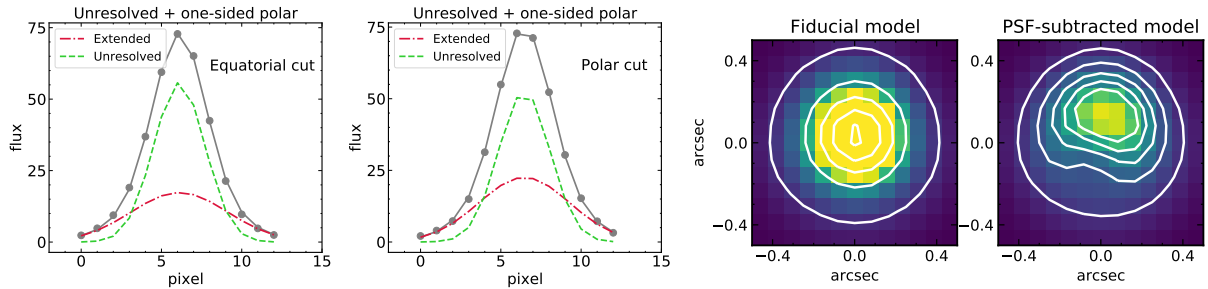 Unresolved + one-sided polar
75
50
25
0
flux
Extended
Unresolved
Equatorial cut
0
5
10
15
pixel
Unresolved + one-sided polar
75
50
25
0
flux
Extended
Unresolved
Polar cut
0
5
10
15
pixel
Fiducial model
0.4
0.0
−0.4
arcsec
−0.4
0.0
0.4
arcsec
PSF-subtracted model
0.4
0.0
−0.4
−0.4
0.0
0.4
arcsec